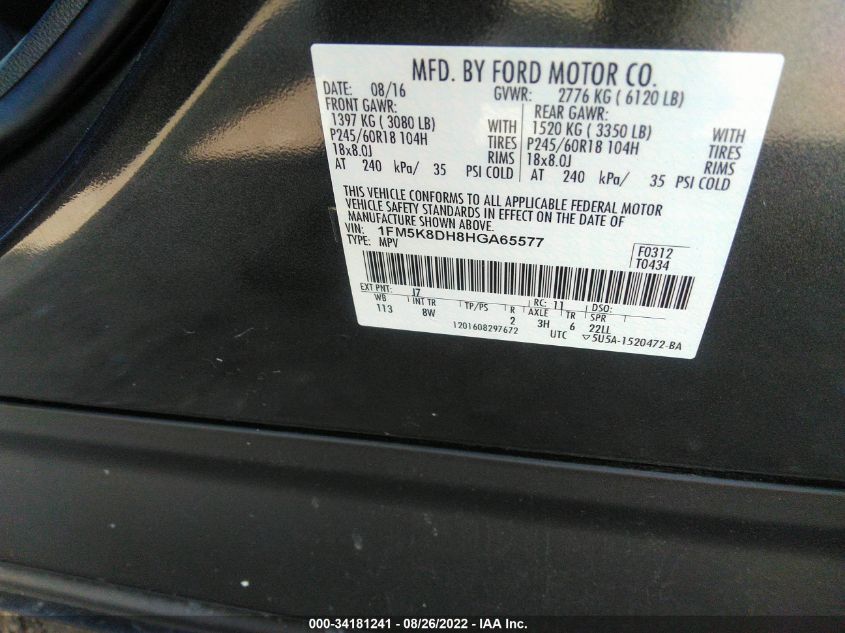 MFD. BY FORD MOTOR CO.
DATE: 08/16 GVWR: 2776 KG ( 6120 LB)
FRONT GAWR: REAR GAWR:
1397 KG ( 3080 LB) WITH 1520 KG ( 3350 LB) WITH
P245/60R18 104H TIRES P245/60R18 104H TIRES
18x8.0J RIMS 18x8.0J RIMS
AT 240 kPa/ 35 PSI COLD AT 240 kPa/ 35 PSI COLD
THIS VEHICLE CONFORMS TO ALL APPLICABLE FEDERAL MOTOR
VEHICLE SAFETY STANDARDS IN EFFECT ON THE DATE OF
MANUFACTURE SHOWN ABOVE.
VIN: 1FM5K8DH8HGA65577
TYPE: MPV
F0312
T0434
EXT PNT: J7 RC: 11 DSO:
WB INT TR TP/PS R AXLE TR SPR
113 8W 2 3H 6 22LL
1201608297672 UTC ▽5U5A-1520472-BA
000-34181241 - 08/26/2022 - IAA Inc.